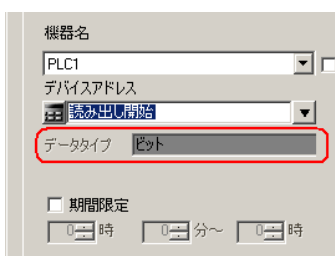 機器名
PLC1
デバイスアドレス
読み出し開始
データタイプ ビット
期間限定
0 時 0 分～ 0 時